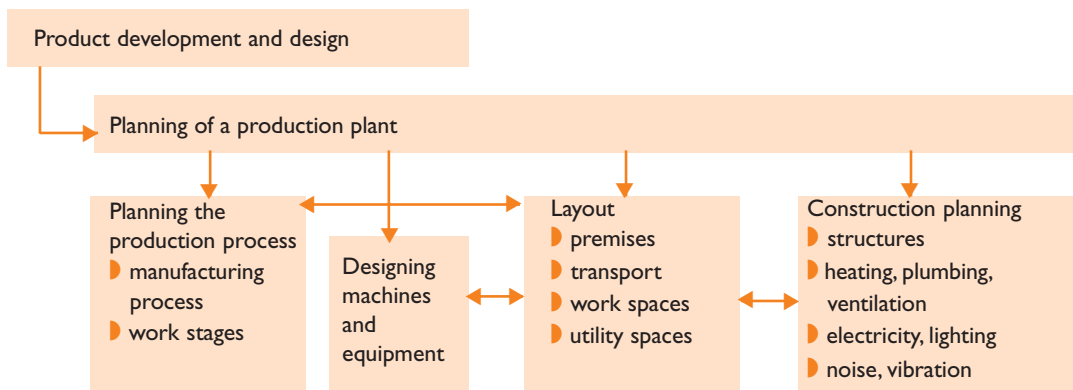 Product development and design
Planning of a production plant
Planning the
production process
manufacturing
process
work stages
Designing
machines
and
equipment
Layout
premises
transport
work spaces
utility spaces
Construction planning
structures
heating, plumbing,
ventilation
electricity, lighting
noise, vibration